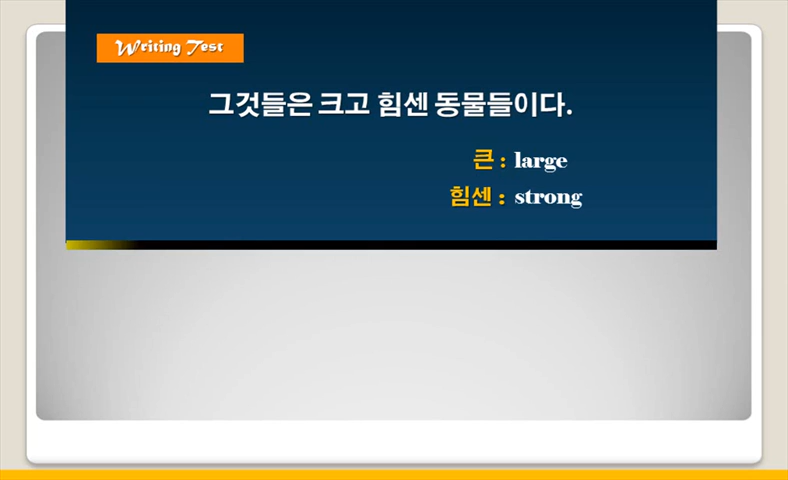 Writing Test
그것들은 크고 힘센 동물들이다.
큰 : large
힘센 : strong